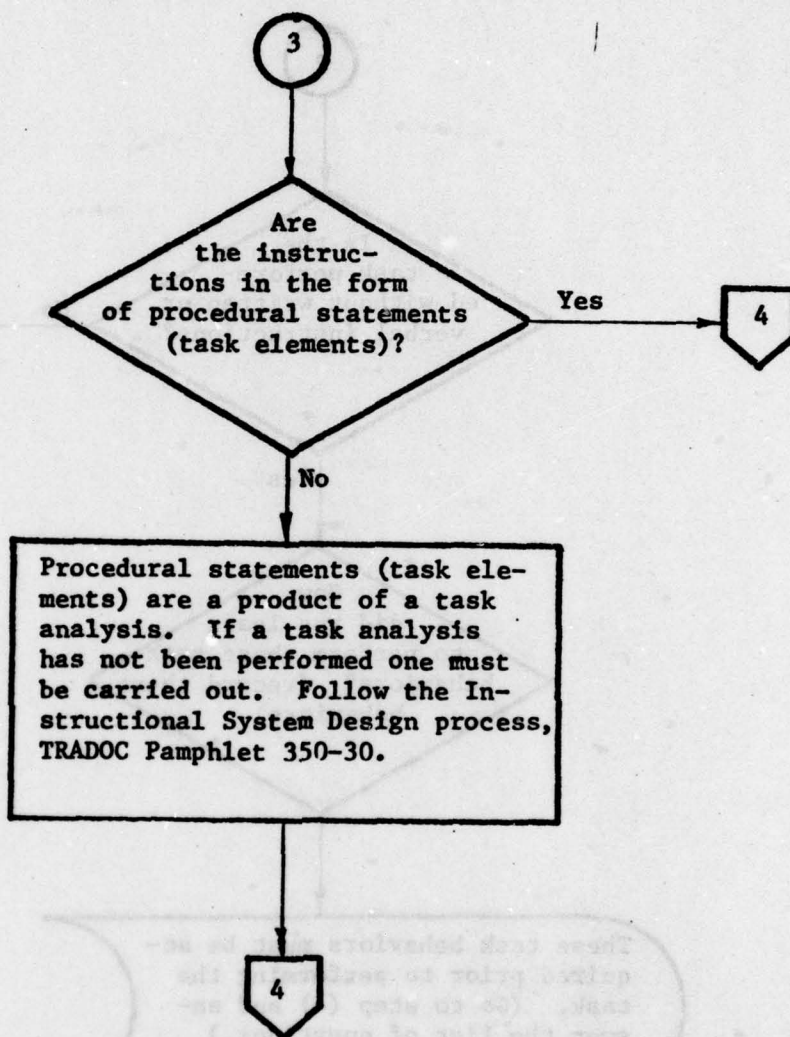 3
Are
the instruc-
tions in the form
of procedural statements
(task elements)?
Yes
4
No
Procedural statements (task ele-
ments) are a product of a task
analysis. If a task analysis
has not been performed one must
be carried out. Follow the In-
structional System Design process,
TRADOC Pamphlet 350-30.
4